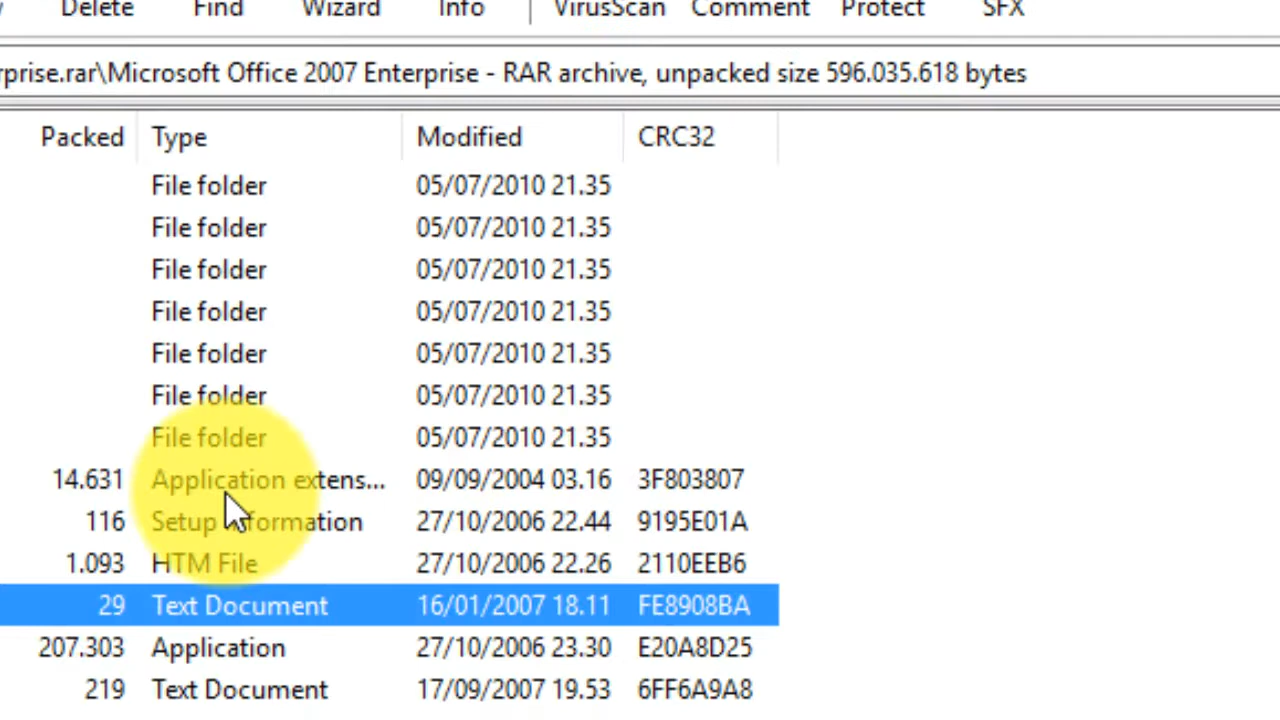 Delete Find Wizard Info VirusScan Comment Protect SFX
rprise.rar\Microsoft Office 2007 Enterprise - RAR archive, unpacked size 596.035.618 bytes
Packed Type Modified CRC32
File folder 05/07/2010 21.35
File folder 05/07/2010 21.35
File folder 05/07/2010 21.35
File folder 05/07/2010 21.35
File folder 05/07/2010 21.35
File folder 05/07/2010 21.35
File folder 05/07/2010 21.35
14.631 Application extens... 09/09/2004 03.16 3F803807
116 Setup Information 27/10/2006 22.44 9195E01A
1.093 HTM File 27/10/2006 22.26 2110EEB6
29 Text Document 16/01/2007 18.11 FE8908BA
207.303 Application 27/10/2006 23.30 E20A8D25
219 Text Document 17/09/2007 19.53 6FF6A9A8